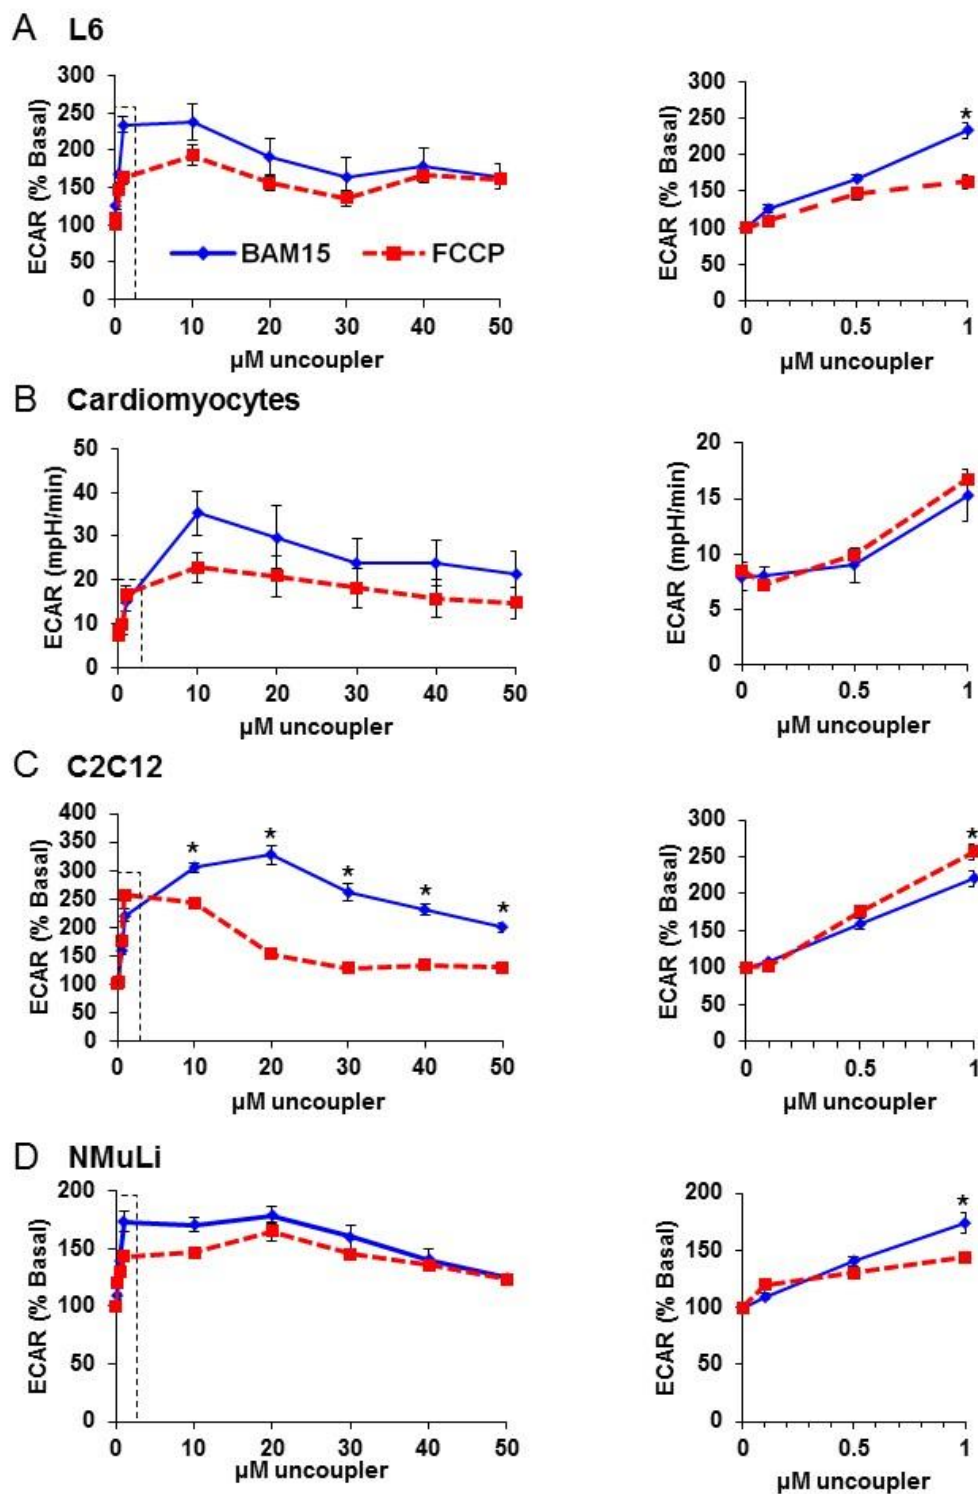 A L6
ECAR (% Basal)
300
250
200
150
100
50
0
BAM15 FCCP
0 10 20 30 40 50
µM uncoupler
ECAR (% Basal)
300
250
200
150
100
50
0
*
0 0.5 1
µM uncoupler
B Cardiomyocytes
ECAR (mpH/min)
50
40
30
20
10
0
0 10 20 30 40 50
µM uncoupler
ECAR (mpH/min)
20
15
10
5
0
0 0.5 1
µM uncoupler
C C2C12
ECAR (% Basal)
400
350
300
250
200
150
100
50
0
* * * * *
0 10 20 30 40 50
µM uncoupler
ECAR (% Basal)
300
250
200
150
100
50
0
*
0 0.5 1
µM uncoupler
D NMuLi
ECAR (% Basal)
200
150
100
50
0
0 10 20 30 40 50
µM uncoupler
ECAR (% Basal)
200
150
100
50
0
*
0 0.5 1
µM uncoupler